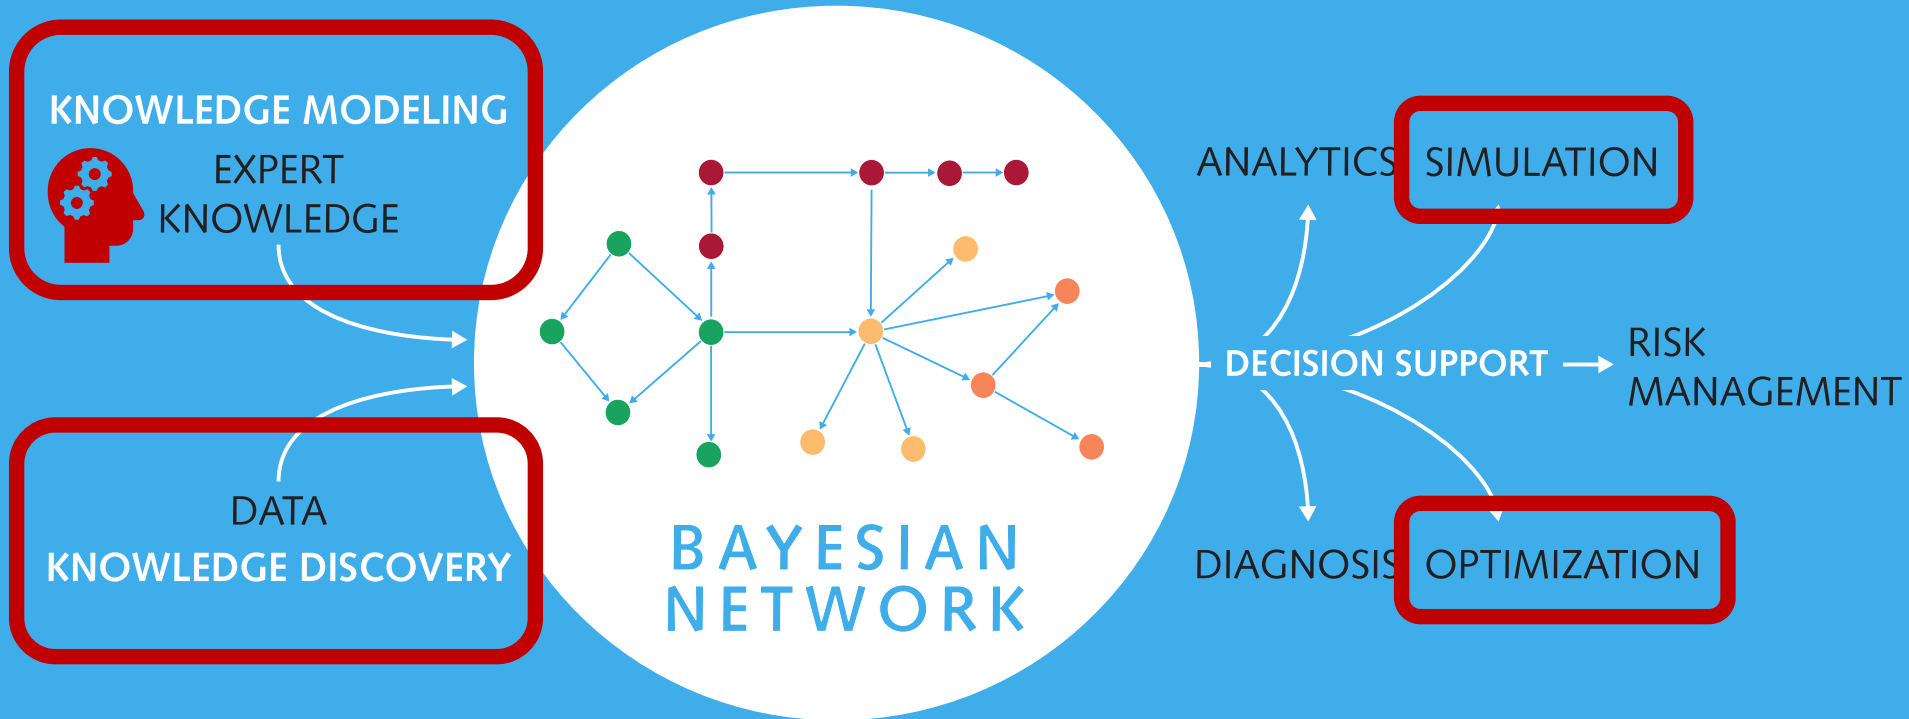 KNOWLEDGE MODELING
EXPERT
KNOWLEDGE
DATA
KNOWLEDGE DISCOVERY
BAYESIAN
NETWORK
ANALYTICS
SIMULATION
DECISION SUPPORT
RISK
MANAGEMENT
DIAGNOSIS
OPTIMIZATION